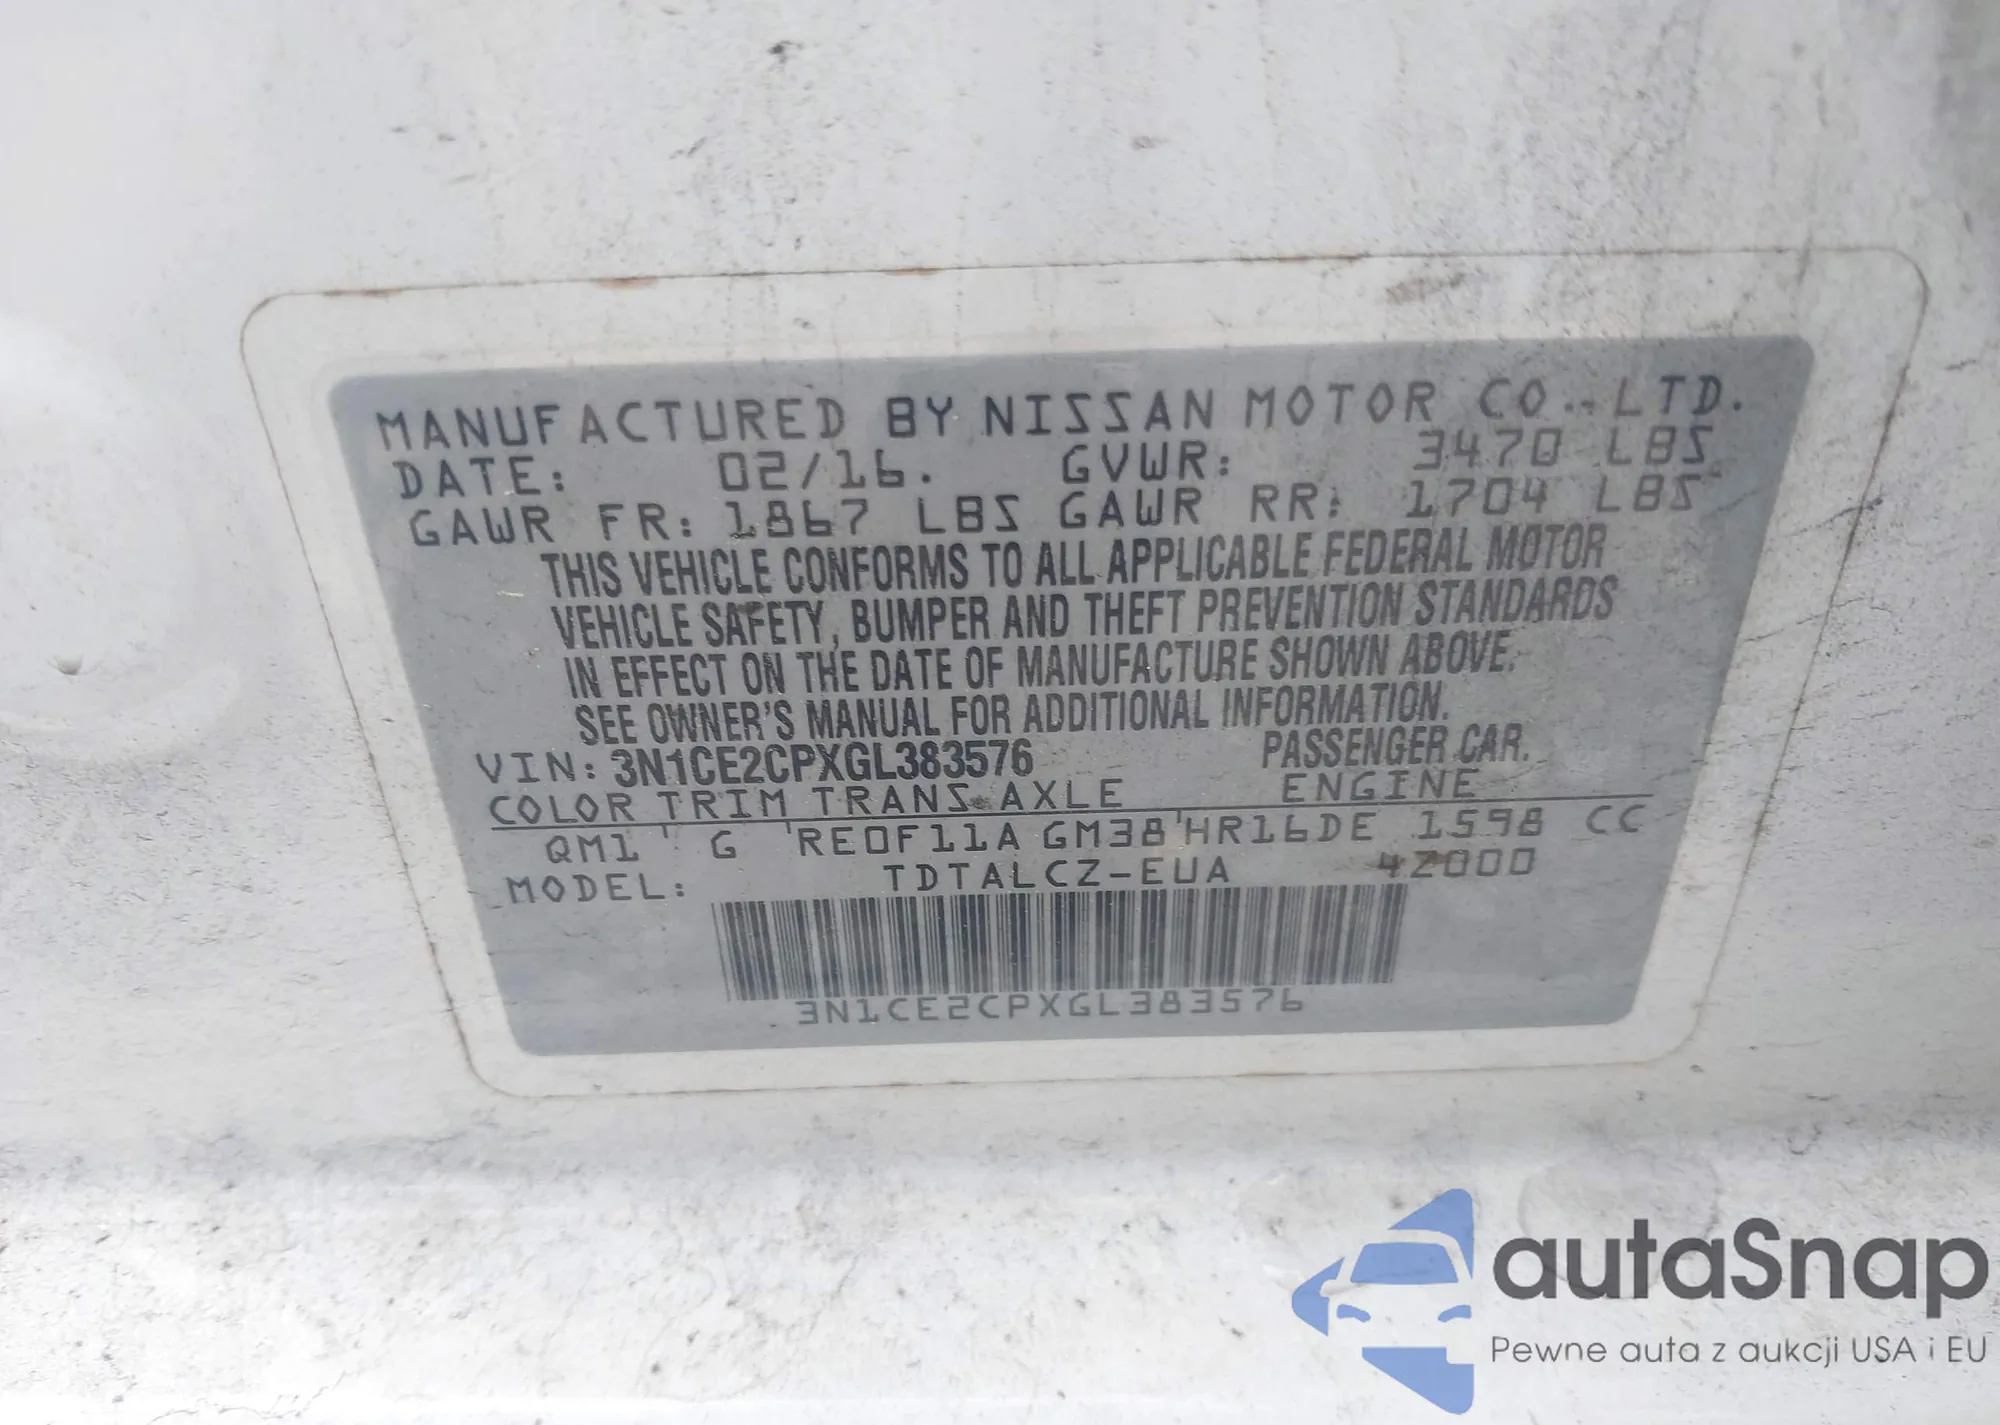 MANUFACTURED BY NISSAN MOTOR CO., LTD.
DATE: 02/16. GVWR: 3470 LBS
GAWR FR: 1867 LBS GAWR RR: 1704 LBS
THIS VEHICLE CONFORMS TO ALL APPLICABLE FEDERAL MOTOR
VEHICLE SAFETY, BUMPER AND THEFT PREVENTION STANDARDS
IN EFFECT ON THE DATE OF MANUFACTURE SHOWN ABOVE.
SEE OWNER'S MANUAL FOR ADDITIONAL INFORMATION.
VIN: 3N1CE2CPXGL383576 PASSENGER CAR.
COLOR TRIM TRANS. AXLE ENGINE
QM1 G RE0F11A GM38 HR16DE 1598 CC
MODEL: TDTALCZ-EUA 4Z000
3N1CE2CPXGL383576
autaSnap
Pewne auta z aukcji USA i EU